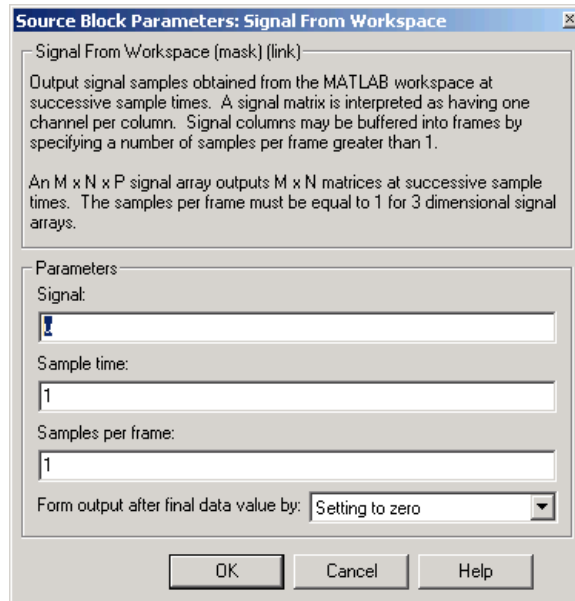 Source Block Parameters: Signal From Workspace
Signal From Workspace (mask) (link)
Output signal samples obtained from the MATLAB workspace at
successive sample times. A signal matrix is interpreted as having one
channel per column. Signal columns may be buffered into frames by
specifying a number of samples per frame greater than 1.
An M x N x P signal array outputs M x N matrices at successive sample
times. The samples per frame must be equal to 1 for 3 dimensional signal
arrays.
Parameters
Signal:
Sample time:
1
Samples per frame:
1
Form output after final data value by: Setting to zero
OK Cancel Help